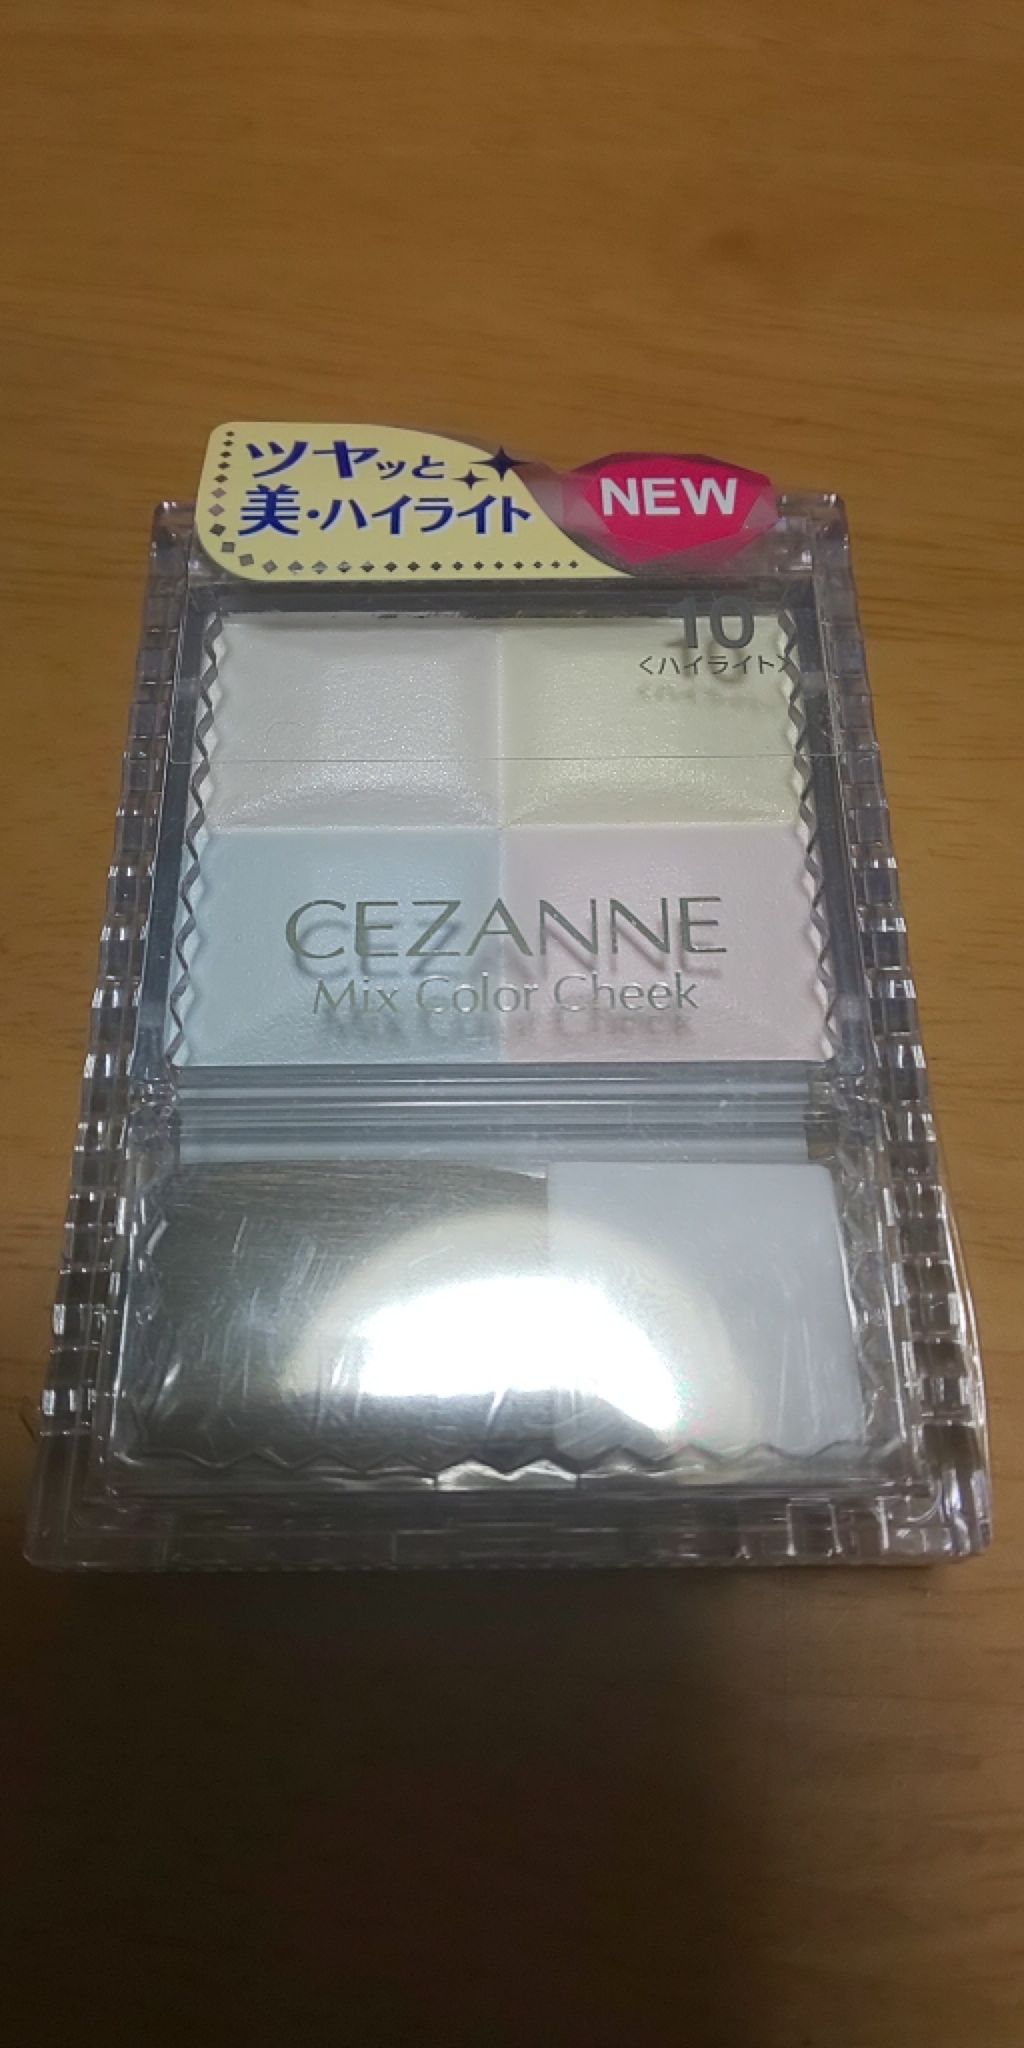 ツヤッと
美・ハイライト
NEW
10
<ハイライト>
CEZANNE
Mix Color Cheek